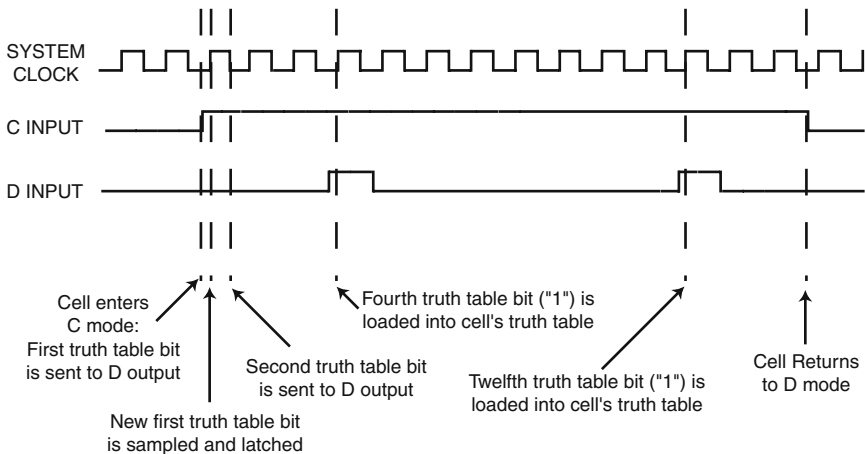 SYSTEM
CLOCK
C INPUT
D INPUT
Cell enters
C mode:
First truth table bit
is sent to D output
New first truth table bit
is sampled and latched
Second truth table bit
is sent to D output
Fourth truth table bit ("1") is
loaded into cell's truth table
Twelfth truth table bit ("1") is
loaded into cell's truth table
Cell Returns
to D mode